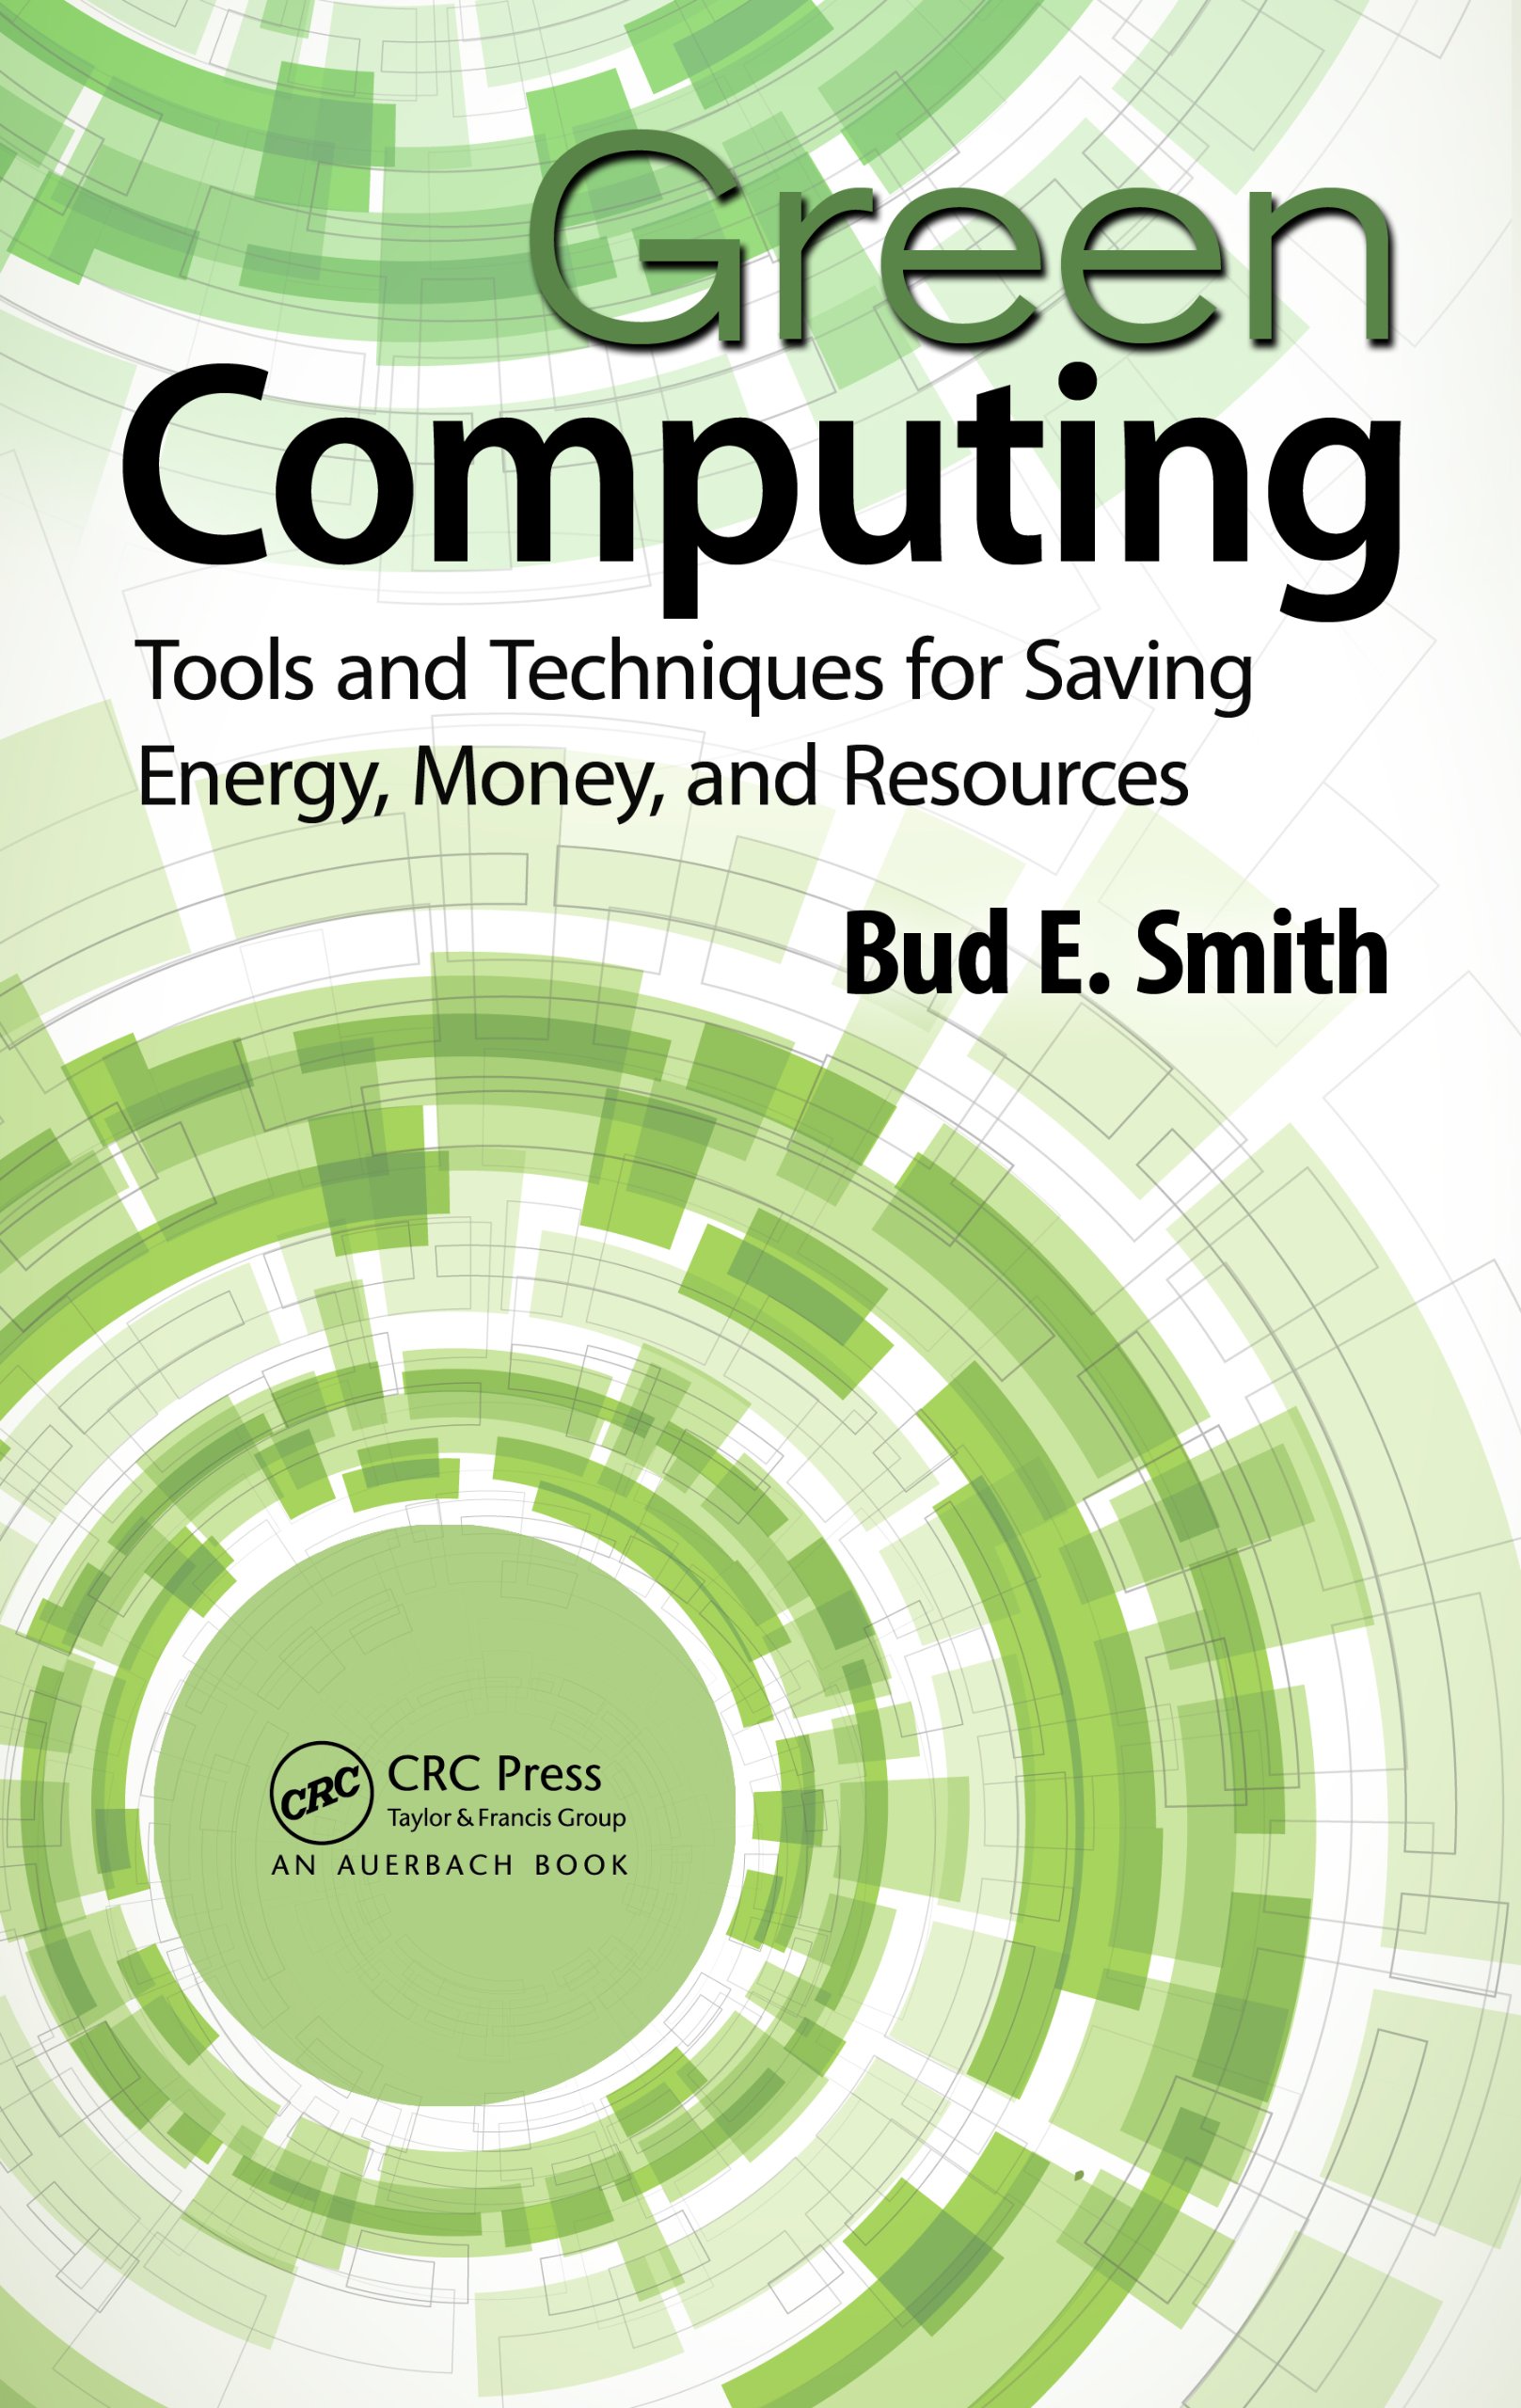 Green
Computing
Tools and Techniques for Saving
Energy, Money, and Resources
Bud E. Smith
CRC
CRC Press
Taylor & Francis Group
AN AUERBACH BOOK